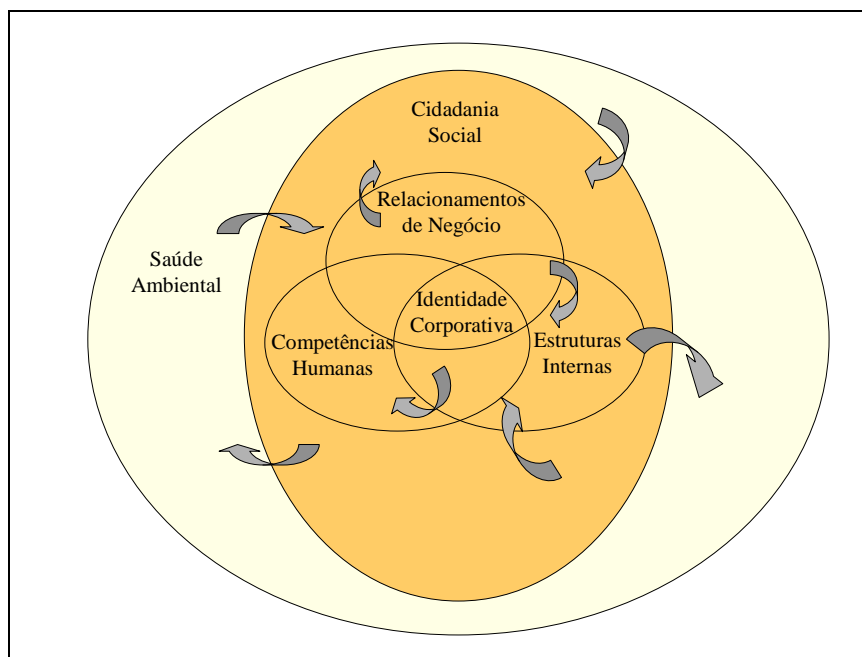 Cidadania
Social
Relacionamentos
de Negócio
Saúde
Ambiental
Identidade
Corporativa
Competências
Humanas
Estruturas
Internas